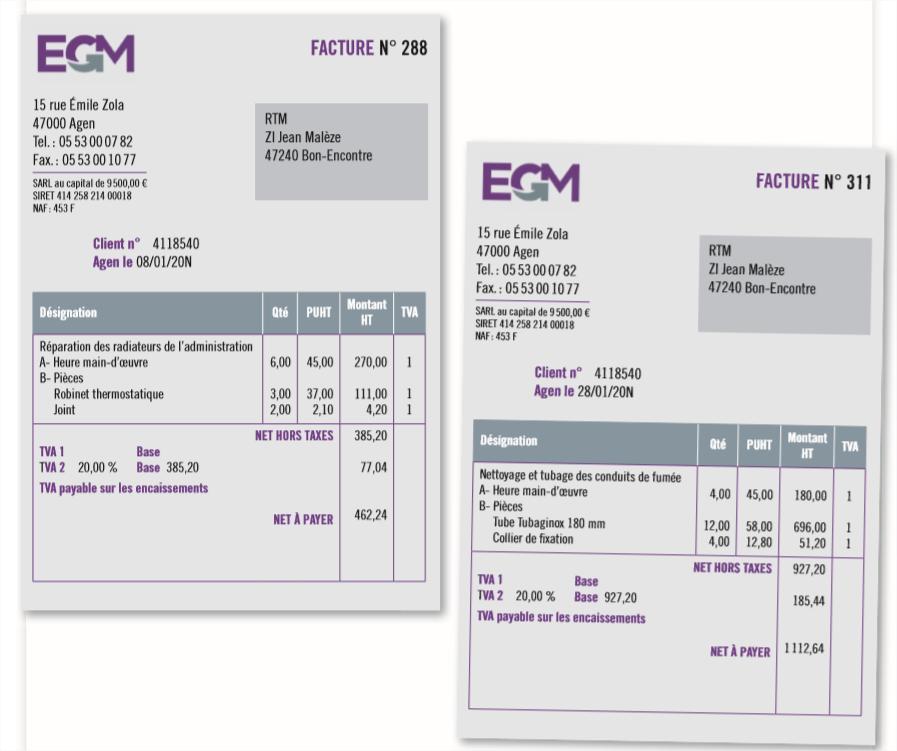 EGM
FACTURE N° 288
15 rue Émile Zola
47000 Agen
Tel. : 05 53 00 07 82
Fax. : 05 53 00 10 77
SARL au capital de 9 500,00 €
SIRET 414 258 214 00018
NAF : 453 F
RTM
ZI Jean Malèze
47240 Bon-Encontre
Client n° 4118540
Agen le 08/01/20N
Désignation Qté PUHT Montant HT TVA
Réparation des radiateurs de l'administration
A- Heure main-d'œuvre 6,00 45,00 270,00 1
B- Pièces
Robinet thermostatique 3,00 37,00 111,00 1
Joint 2,00 2,10 4,20 1
NET HORS TAXES 385,20
TVA 1 Base
TVA 2 20,00 % Base 385,20 77,04
TVA payable sur les encaissements
NET À PAYER 462,24
EGM
FACTURE N° 311
15 rue Émile Zola
47000 Agen
Tel. : 05 53 00 07 82
Fax. : 05 53 00 10 77
SARL au capital de 9 500,00 €
SIRET 414 258 214 00018
NAF : 453 F
RTM
ZI Jean Malèze
47240 Bon-Encontre
Client n° 4118540
Agen le 28/01/20N
Désignation Qté PUHT Montant HT TVA
Nettoyage et tubage des conduits de fumée
A- Heure main-d'œuvre 4,00 45,00 180,00 1
B- Pièces
Tube Tubaginox 180 mm 12,00 58,00 696,00 1
Collier de fixation 4,00 12,80 51,20 1
NET HORS TAXES 927,20
TVA 1 Base
TVA 2 20,00 % Base 927,20 185,44
TVA payable sur les encaissements
NET À PAYER 1 112,64